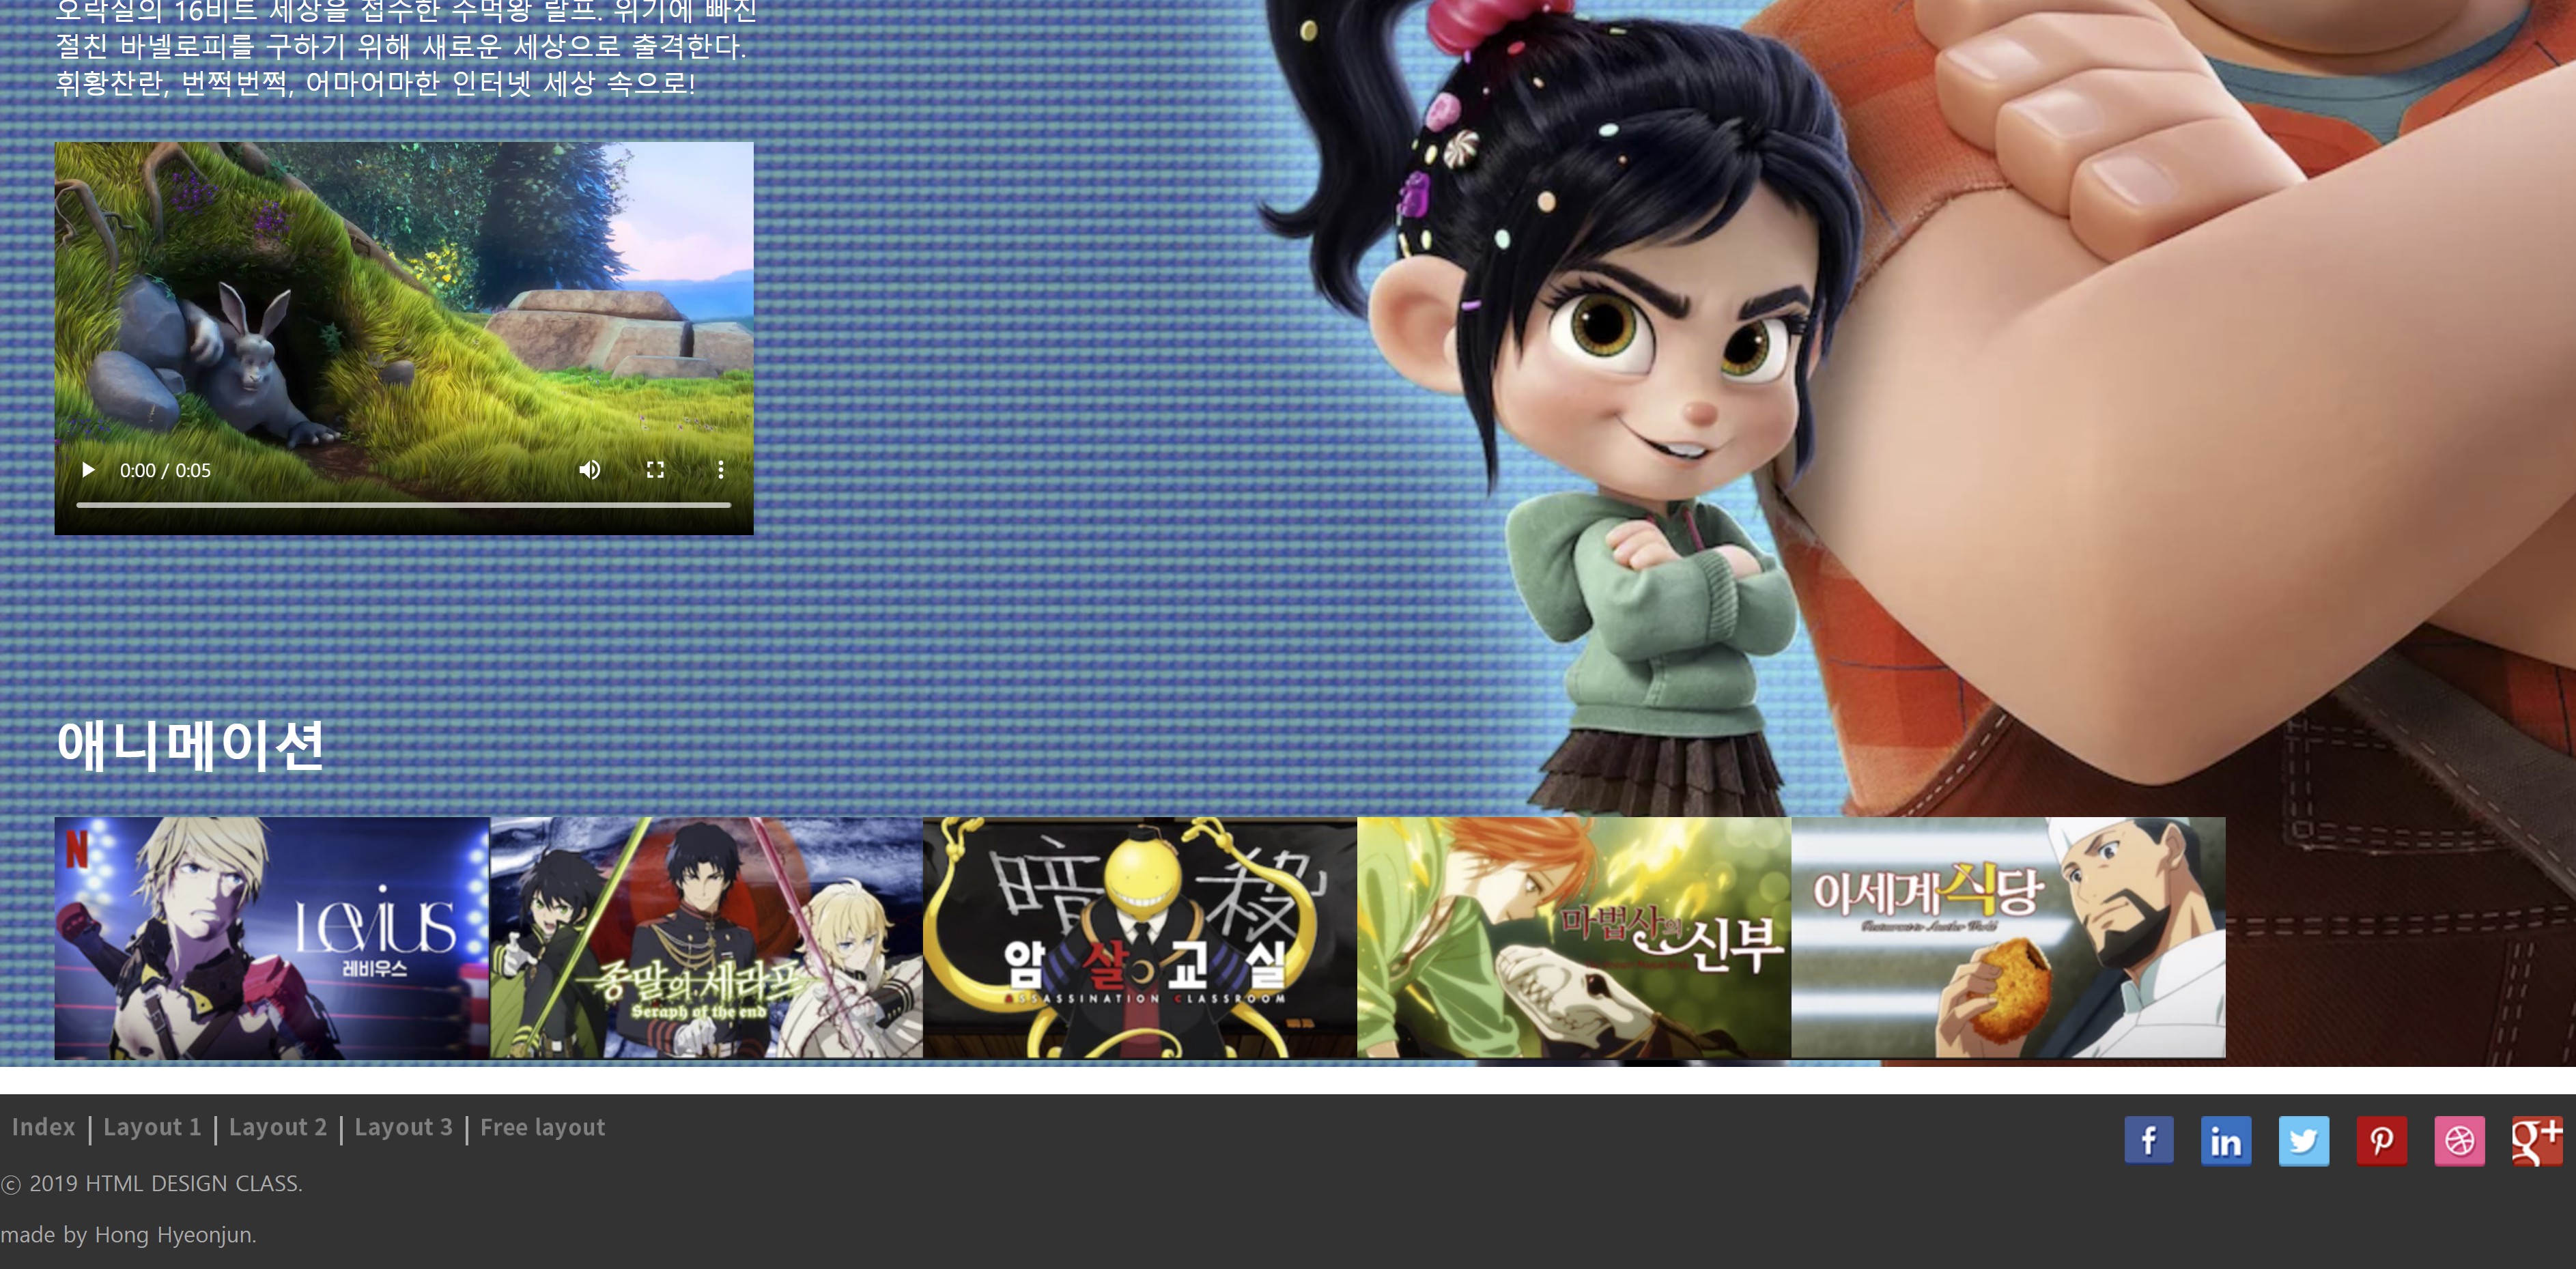 오락실의 16비트 세상을 접수한 주먹왕 랄프. 위기에 빠진
절친 바넬로피를 구하기 위해 새로운 세상으로 출격한다.
휘황찬란, 번쩍번쩍, 어마어마한 인터넷 세상 속으로!
0:00 / 0:05
애니메이션
N
LEVIUS
레비우스
종말의 세라프
Seraph of the end
暗 殺
암 살 교 실
ASSASSINATION CLASSROOM
마법사의 신부
이세계 식당
Restaurant to Another World
Index | Layout 1 | Layout 2 | Layout 3 | Free layout
f in g+
ⓒ 2019 HTML DESIGN CLASS.
made by Hong Hyeonjun.